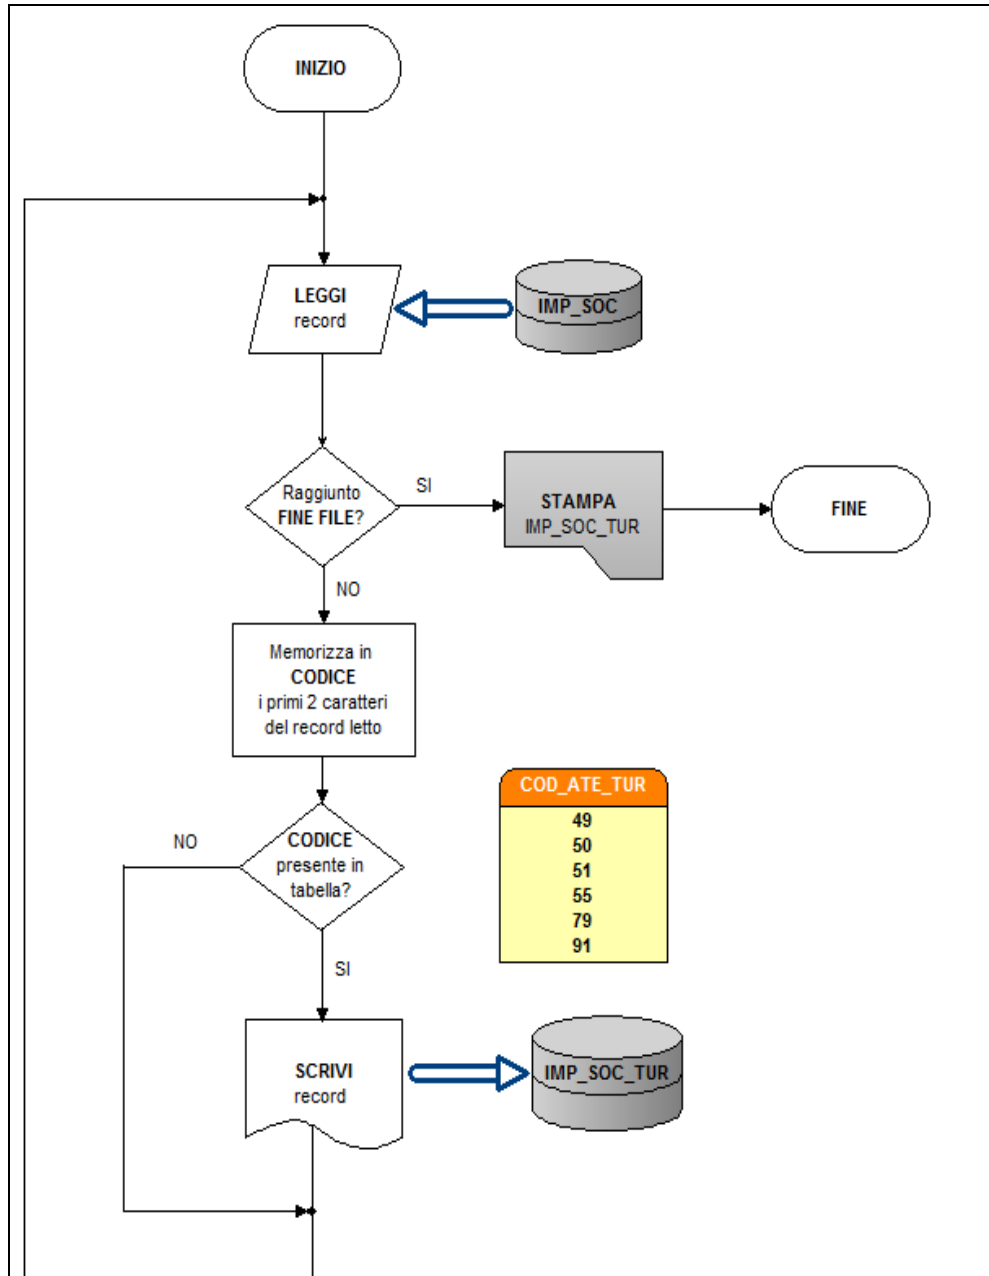 INIZIO
LEGGI
record
IMP_SOC
Raggiunto
FINE FILE?
SI
STAMPA
IMP_SOC_TUR
FINE
NO
Memorizza in
CODICE
i primi 2 caratteri
del record letto
COD_ATE_TUR
49
50
51
55
79
91
NO
CODICE
presente in
tabella?
SI
SCRIVI
record
IMP_SOC_TUR